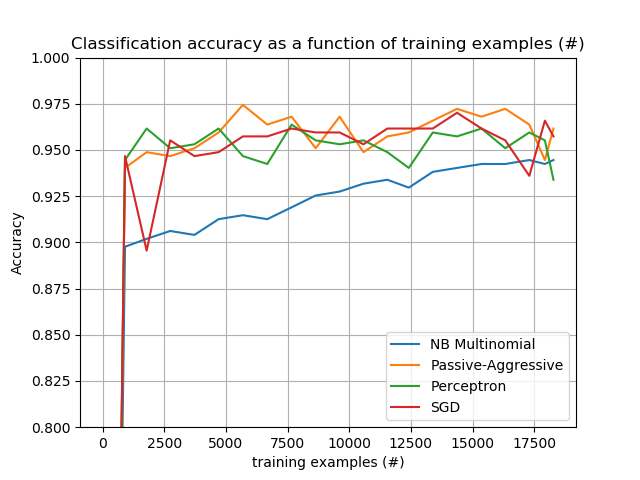 Classification accuracy as a function of training examples (#)
1.000
0.975
0.950
0.925
0.900
0.875
0.850
0.825
0.800
Accuracy
NB Multinomial
Passive-Aggressive
Perceptron
SGD
0 2500 5000 7500 10000 12500 15000 17500
training examples (#)